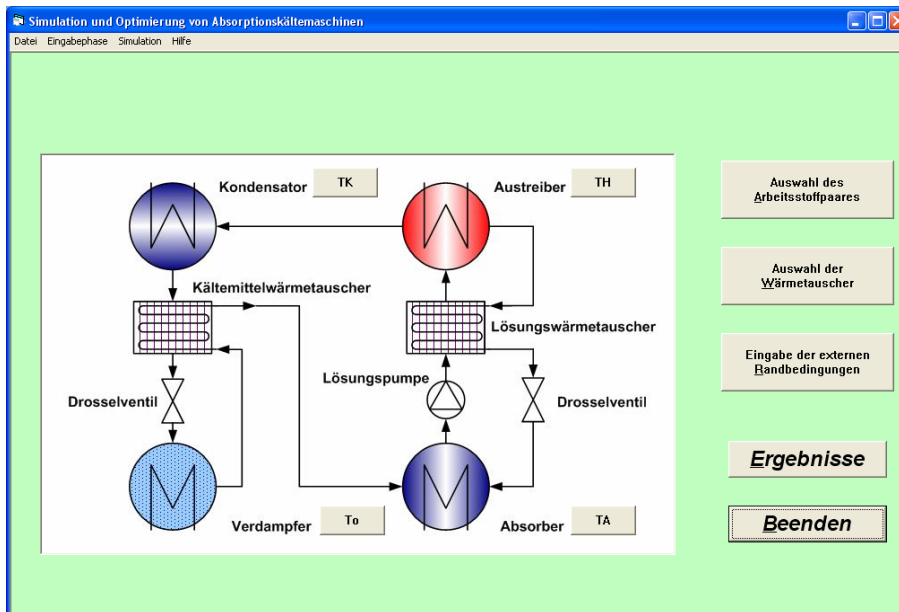 Simulation und Optimierung von Absorptionskältemaschinen
Datei Eingabephase Simulation Hilfe
Kondensator
TK
Austreiber
TH
Kältemittelwärmetauscher
Lösungswärmetauscher
Lösungspumpe
Drosselventil
Drosselventil
Verdampfer
To
Absorber
TA
Auswahl des
Arbeitsstoffpaares
Auswahl der
Wärmetauscher
Eingabe der externen
Randbedingungen
Ergebnisse
Beenden